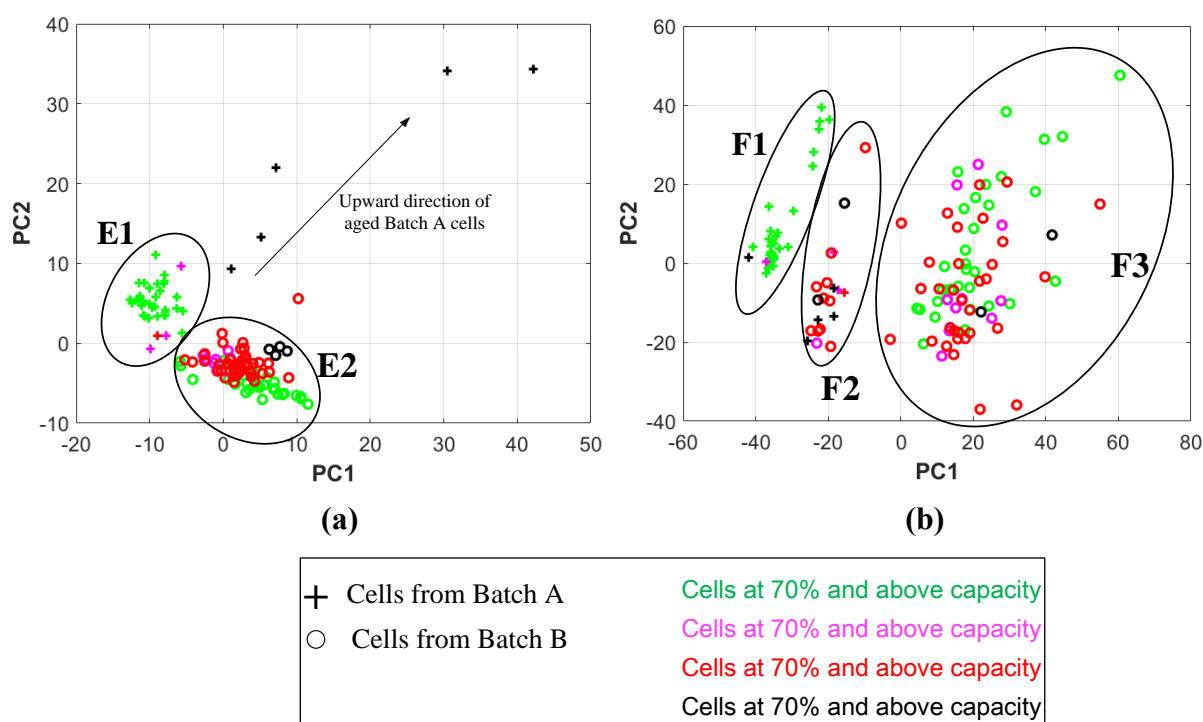 40
30
20
10
0
-10
-20
-10
0
10
20
30
40
50
PC2
PC1
E1
E2
Upward direction of
aged Batch A cells
(a)
60
40
20
0
-20
-40
-60
-40
-20
0
20
40
60
80
PC2
PC1
F1
F2
F3
(b)
Cells from Batch A
Cells from Batch B
Cells at 70% and above capacity
Cells at 70% and above capacity
Cells at 70% and above capacity
Cells at 70% and above capacity